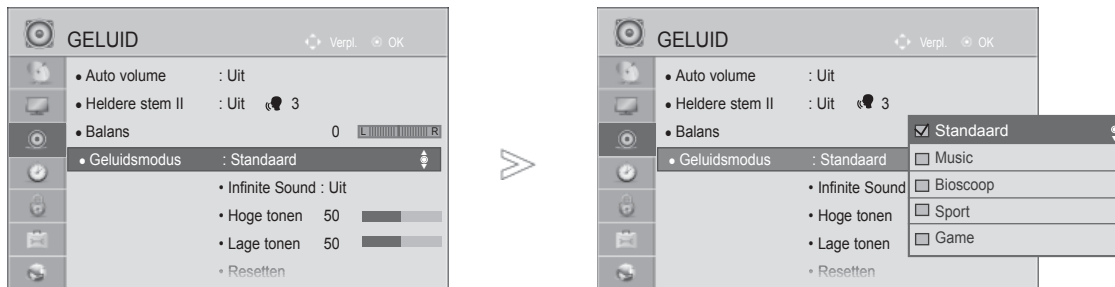 GELUID
Verpl. OK
• Auto volume : Uit
• Heldere stem II : Uit 3
• Balans 0 L R
• Geluidsmodus : Standaard
• Infinite Sound : Uit
• Hoge tonen 50
• Lage tonen 50
• Resetten
GELUID
Verpl. OK
• Auto volume : Uit
• Heldere stem II : Uit 3
• Balans
• Geluidsmodus : Standaard
• Infinite Sound
• Hoge tonen
• Lage tonen
• Resetten
Standaard
Music
Bioscoop
Sport
Game